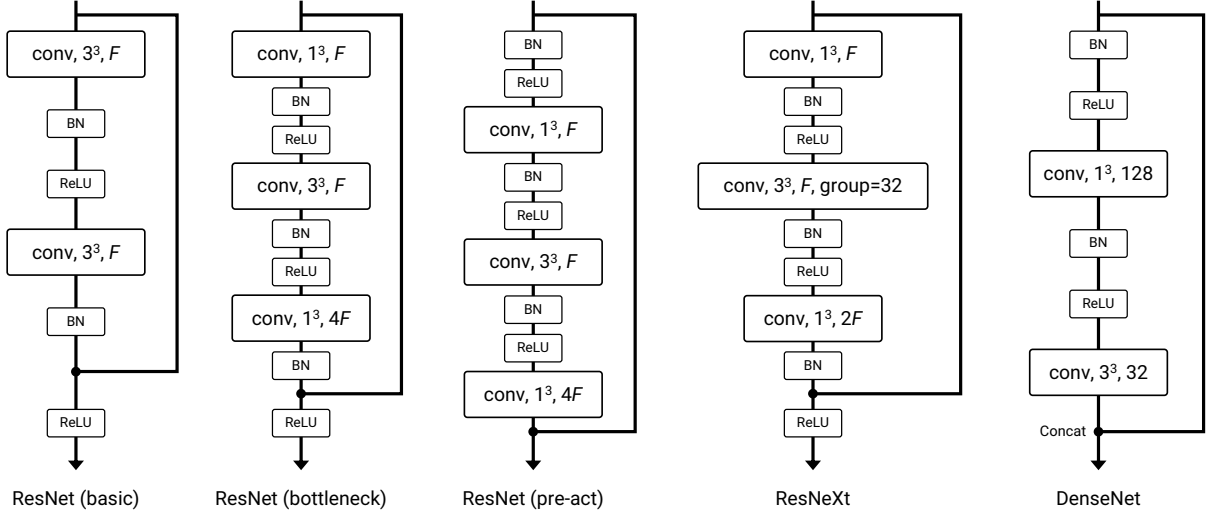 conv, 3³, F
BN
ReLU
conv, 3³, F
BN
ReLU
ResNet (basic)
conv, 1³, F
BN
ReLU
conv, 3³, F
BN
ReLU
conv, 1³, 4F
BN
ReLU
ResNet (bottleneck)
BN
ReLU
conv, 1³, F
BN
ReLU
conv, 3³, F
BN
ReLU
conv, 1³, 4F
ResNet (pre-act)
conv, 1³, F
BN
ReLU
conv, 3³, F, group=32
BN
ReLU
conv, 1³, 2F
BN
ReLU
ResNeXt
BN
ReLU
conv, 1³, 128
BN
ReLU
conv, 3³, 32
Concat
DenseNet